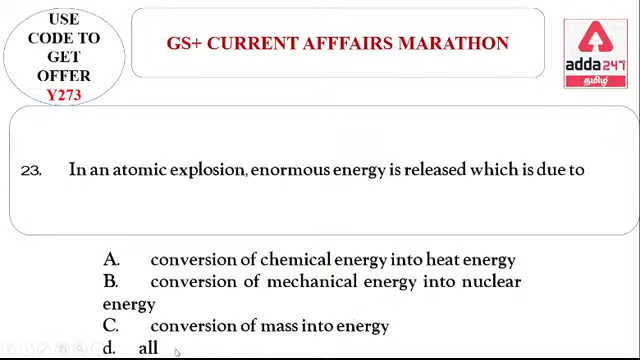 USE
CODE TO
GET
OFFER
Y273
GS+ CURRENT AFFFAIRS MARATHON
adda247
தமிழ்
23. In an atomic explosion, enormous energy is released which is due to
A. conversion of chemical energy into heat energy
B. conversion of mechanical energy into nuclear
energy
C. conversion of mass into energy
d. all